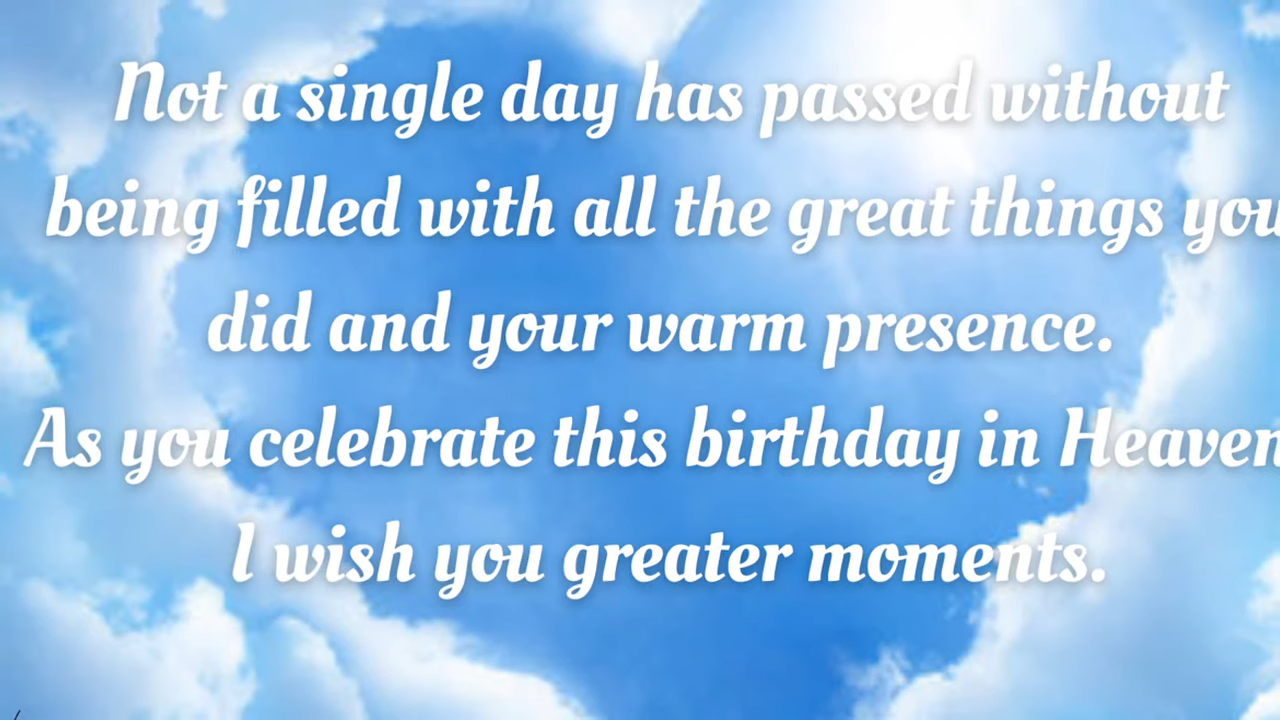 Not a single day has passed without
being filled with all the great things you
did and your warm presence.
As you celebrate this birthday in Heaven
I wish you greater moments.